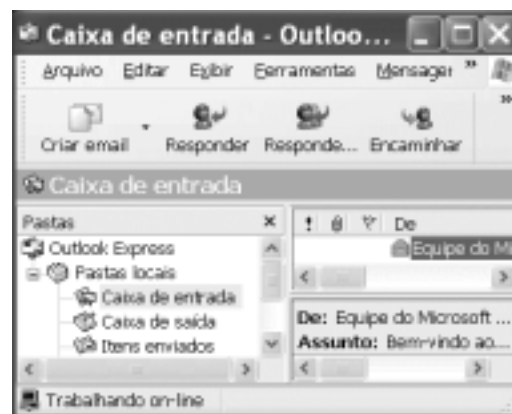 Caixa de entrada - Outloo...
Arquivo Editar Exibir Ferramentas Mensagen »
Criar email Responder Responde... Encaminhar »
Caixa de entrada
Pastas × ! De
Outlook Express Equipe do Mi
Pastas locais
Caixa de entrada
Caixa de saída De: Equipe do Microsoft ...
Itens enviados Assunto: Bem-vindo ao...
Trabalhando on-line